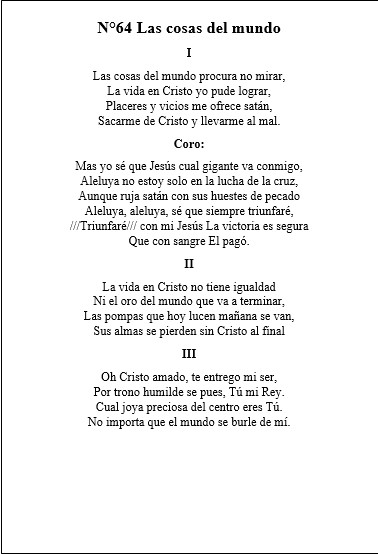 N°64 Las cosas del mundo
I
Las cosas del mundo procura no mirar,
La vida en Cristo yo pude lograr,
Placeres y vicios me ofrece satán,
Sacarme de Cristo y llevarme al mal.
Coro:
Mas yo sé que Jesús cual gigante va conmigo,
Aleluya no estoy solo en la lucha de la cruz,
Aunque ruja satán con sus huestes de pecado
Aleluya, aleluya, sé que siempre triunfaré,
///Triunfaré/// con mi Jesús La victoria es segura
Que con sangre El pagó.
II
La vida en Cristo no tiene igualdad
Ni el oro del mundo que va a terminar,
Las pompas que hoy lucen mañana se van,
Sus almas se pierden sin Cristo al final
III
Oh Cristo amado, te entrego mi ser,
Por trono humilde se pues, Tú mi Rey.
Cual joya preciosa del centro eres Tú.
No importa que el mundo se burle de mí.